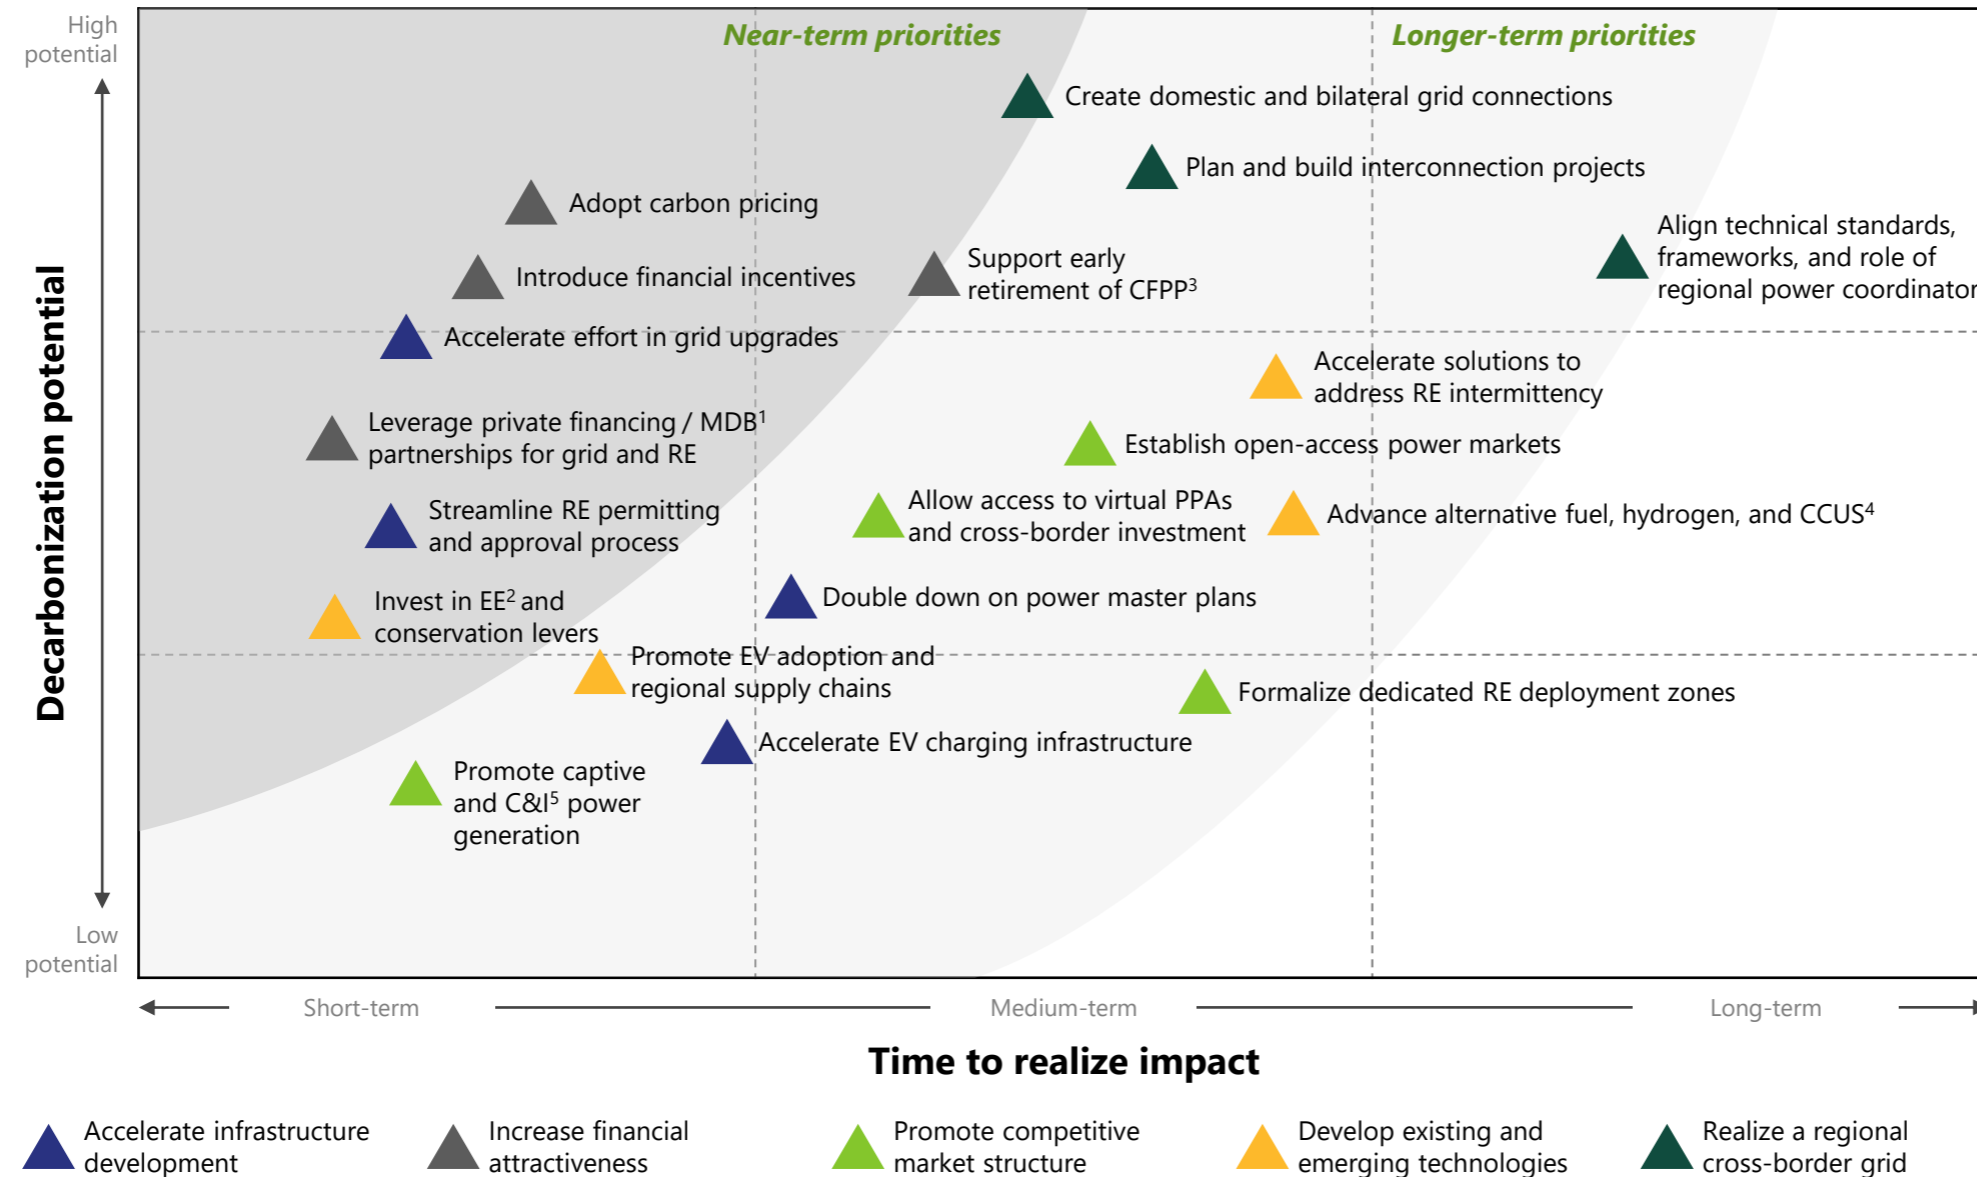 High
potential
Near-term priorities
Longer-term priorities
Create domestic and bilateral grid connections
Plan and build interconnection projects
Adopt carbon pricing
Align technical standards,
frameworks, and role of
regional power coordinator
Support early
retirement of CFPP³
Introduce financial incentives
Accelerate effort in grid upgrades
Accelerate solutions to
address RE intermittency
Leverage private financing / MDB¹
partnerships for grid and RE
Establish open-access power markets
Streamline RE permitting
and approval process
Allow access to virtual PPAs
and cross-border investment
Advance alternative fuel, hydrogen, and CCUS⁴
Invest in EE² and
conservation levers
Double down on power master plans
Promote EV adoption and
regional supply chains
Formalize dedicated RE deployment zones
Accelerate EV charging infrastructure
Promote captive
and C&I⁵ power
generation
Decarbonization potential
Low
potential
Short-term
Medium-term
Long-term
Time to realize impact
Accelerate infrastructure
development
Increase financial
attractiveness
Promote competitive
market structure
Develop existing and
emerging technologies
Realize a regional
cross-border grid